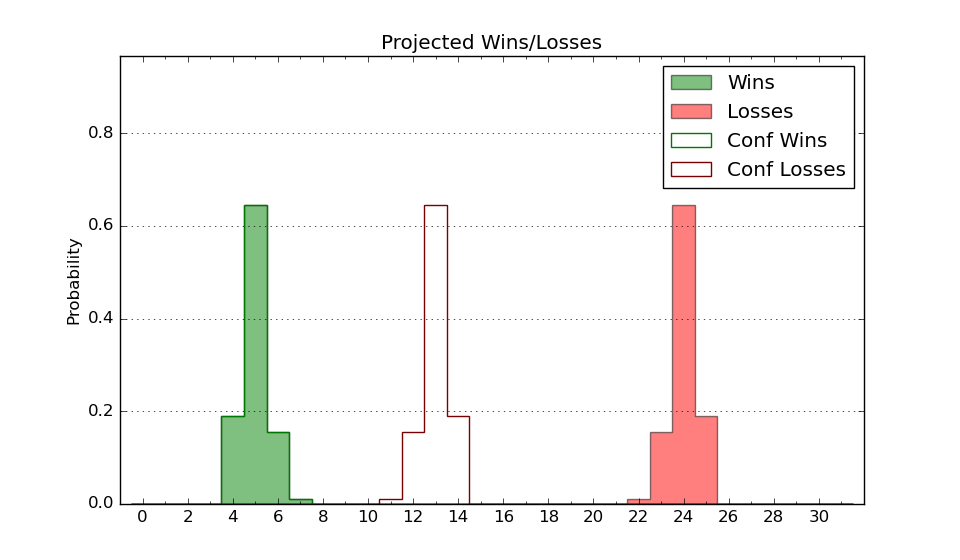 Projected Wins/Losses
Wins
Losses
Conf Wins
Conf Losses
Probability
0.8
0.6
0.4
0.2
0.0
0 2 4 6 8 10 12 14 16 18 20 22 24 26 28 30